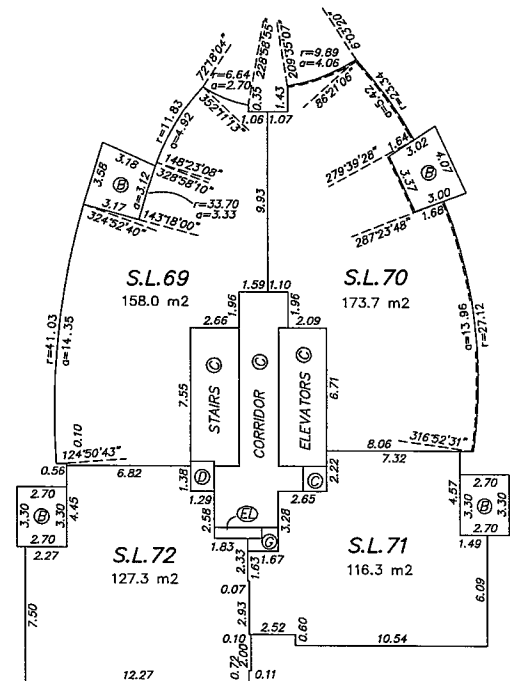 72°18'04"
228°58'55"
209°35'07"
6°03'20"
r=6.64
a=2.70
r=9.89
a=4.06
352°11'13"
0.35
1.43
86°21'06"
r=23.34
a=5.42
r=11.83
a=4.92
1.06 1.07
3.18
148°23'08"
328°58'10"
279°39'28"
1.64
3.02
3.58
B
a=3.12
r=33.70
a=3.33
B
4.07
3.37
9.93
3.17
143°18'00"
324°52'40"
3.00
1.68
287°23'48"
S.L.69
158.0 m2
S.L.70
173.7 m2
1.59 1.10
1.96
1.96
2.66
2.09
r=41.03
a=14.35
a=13.96
r=27.12
7.55
STAIRS C
CORRIDOR C
ELEVATORS C
6.71
0.10
124°50'43"
316°52'31"
8.06
7.32
0.56
6.82
1.38
D
C
2.22
1.29
2.65
2.70
3.30
B
3.30
4.45
2.70
2.27
2.58
EL
3.28
4.57
2.70
3.30
B
3.30
2.70
1.49
1.83
G
1.67
S.L.72
127.3 m2
2.33
1.63
S.L.71
116.3 m2
0.07
7.50
2.93
6.09
2.52
0.60
0.10
10.54
2.00
0.72
12.27
0.11